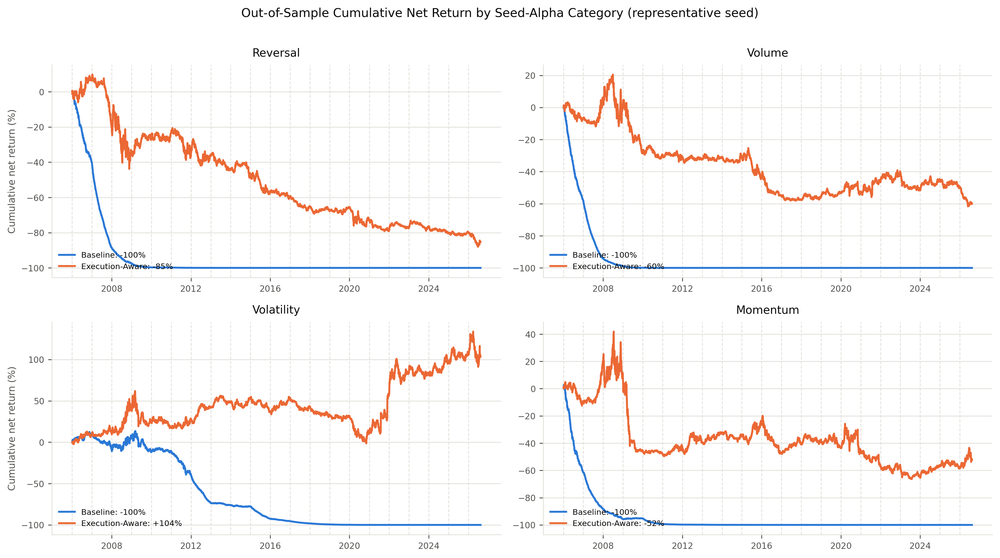 Out-of-Sample Cumulative Net Return by Seed-Alpha Category (representative seed)
Reversal
Cumulative net return (%)
0
−20
−40
−60
−80
−100
Baseline: -100%
Execution-Aware: -85%
2008 2012 2016 2020 2024
Volume
20
0
−20
−40
−60
−80
−100
Baseline: -100%
Execution-Aware: -60%
2008 2012 2016 2020 2024
Volatility
Cumulative net return (%)
100
50
0
−50
−100
Baseline: -100%
Execution-Aware: +104%
2008 2012 2016 2020 2024
Momentum
40
20
0
−20
−40
−60
−80
−100
Baseline: -100%
Execution-Aware: -52%
2008 2012 2016 2020 2024